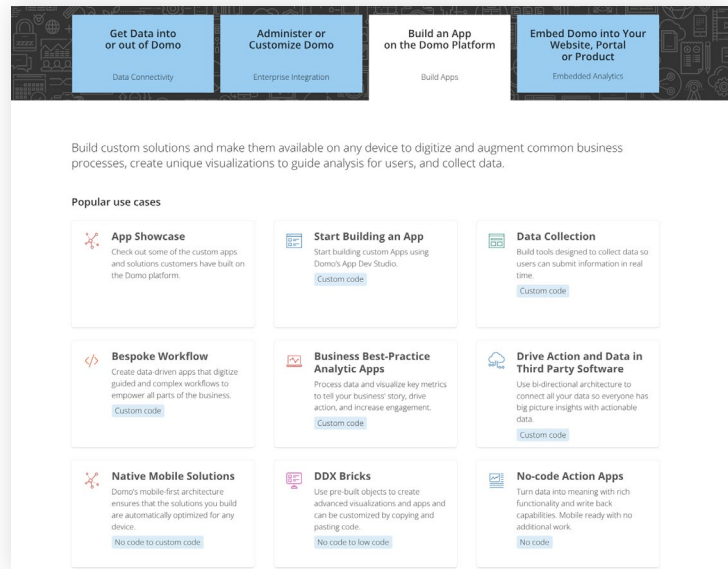 Get Data into
or out of Domo
Data Connectivity
Administer or
Customize Domo
Enterprise Integration
Build an App
on the Domo Platform
Build Apps
Embed Domo into Your
Website, Portal
or Product
Embedded Analytics
Build custom solutions and make them available on any device to digitize and augment common business
processes, create unique visualizations to guide analysis for users, and collect data.
Popular use cases
App Showcase
Check out some of the custom apps
and solutions customers have built on
the Domo platform.
Start Building an App
Start building custom Apps using
Domo's App Dev Studio.
Custom code
Data Collection
Build tools designed to collect data so
users can submit information in real
time.
Custom code
Bespoke Workflow
Create data-driven apps that digitize
guided and complex workflows to
empower all parts of the business.
Custom code
Business Best-Practice
Analytic Apps
Process data and visualize key metrics
to tell your business' story, drive
action, and increase engagement.
Custom code
Drive Action and Data in
Third Party Software
Use bi-directional architecture to
connect all your data so everyone has
big picture insights with actionable
data.
Custom code
Native Mobile Solutions
Domo's mobile-first architecture
ensures that the solutions you build
are automatically optimized for any
device.
No code to custom code
DDX Bricks
Use pre-built objects to create
advanced visualizations and apps and
can be customized by copying and
pasting code.
No code to low code
No-code Action Apps
Turn data into meaning with rich
functionality and write back
capabilities. Mobile ready with no
additional work.
No code